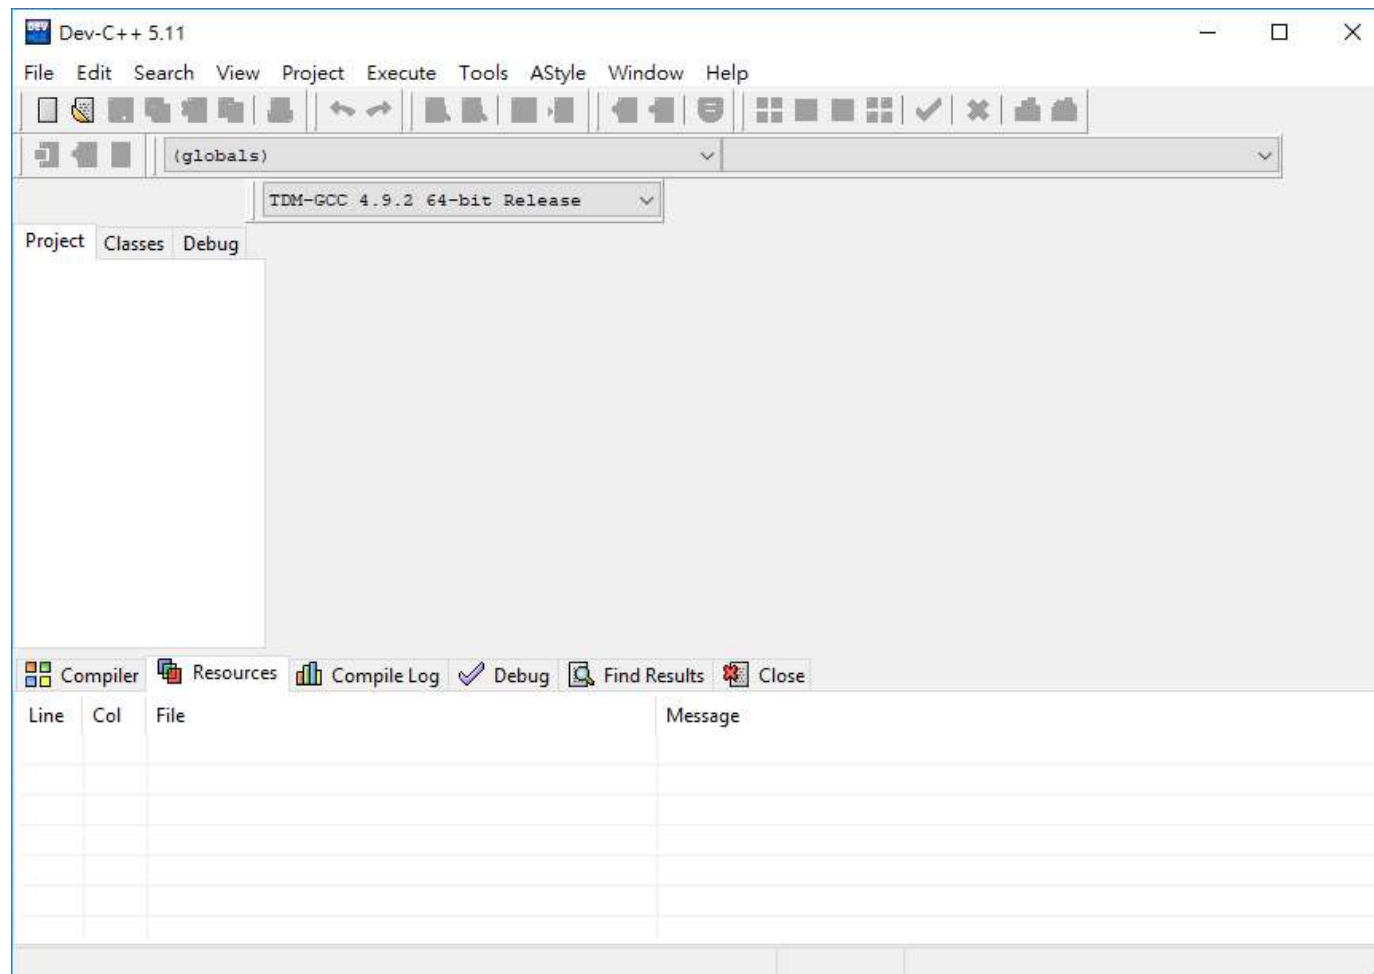 Dev-C++ 5.11
File Edit Search View Project Execute Tools AStyle Window Help
(globals)
TDM-GCC 4.9.2 64-bit Release
Project Classes Debug
Compiler Resources Compile Log Debug Find Results Close
Line Col File Message